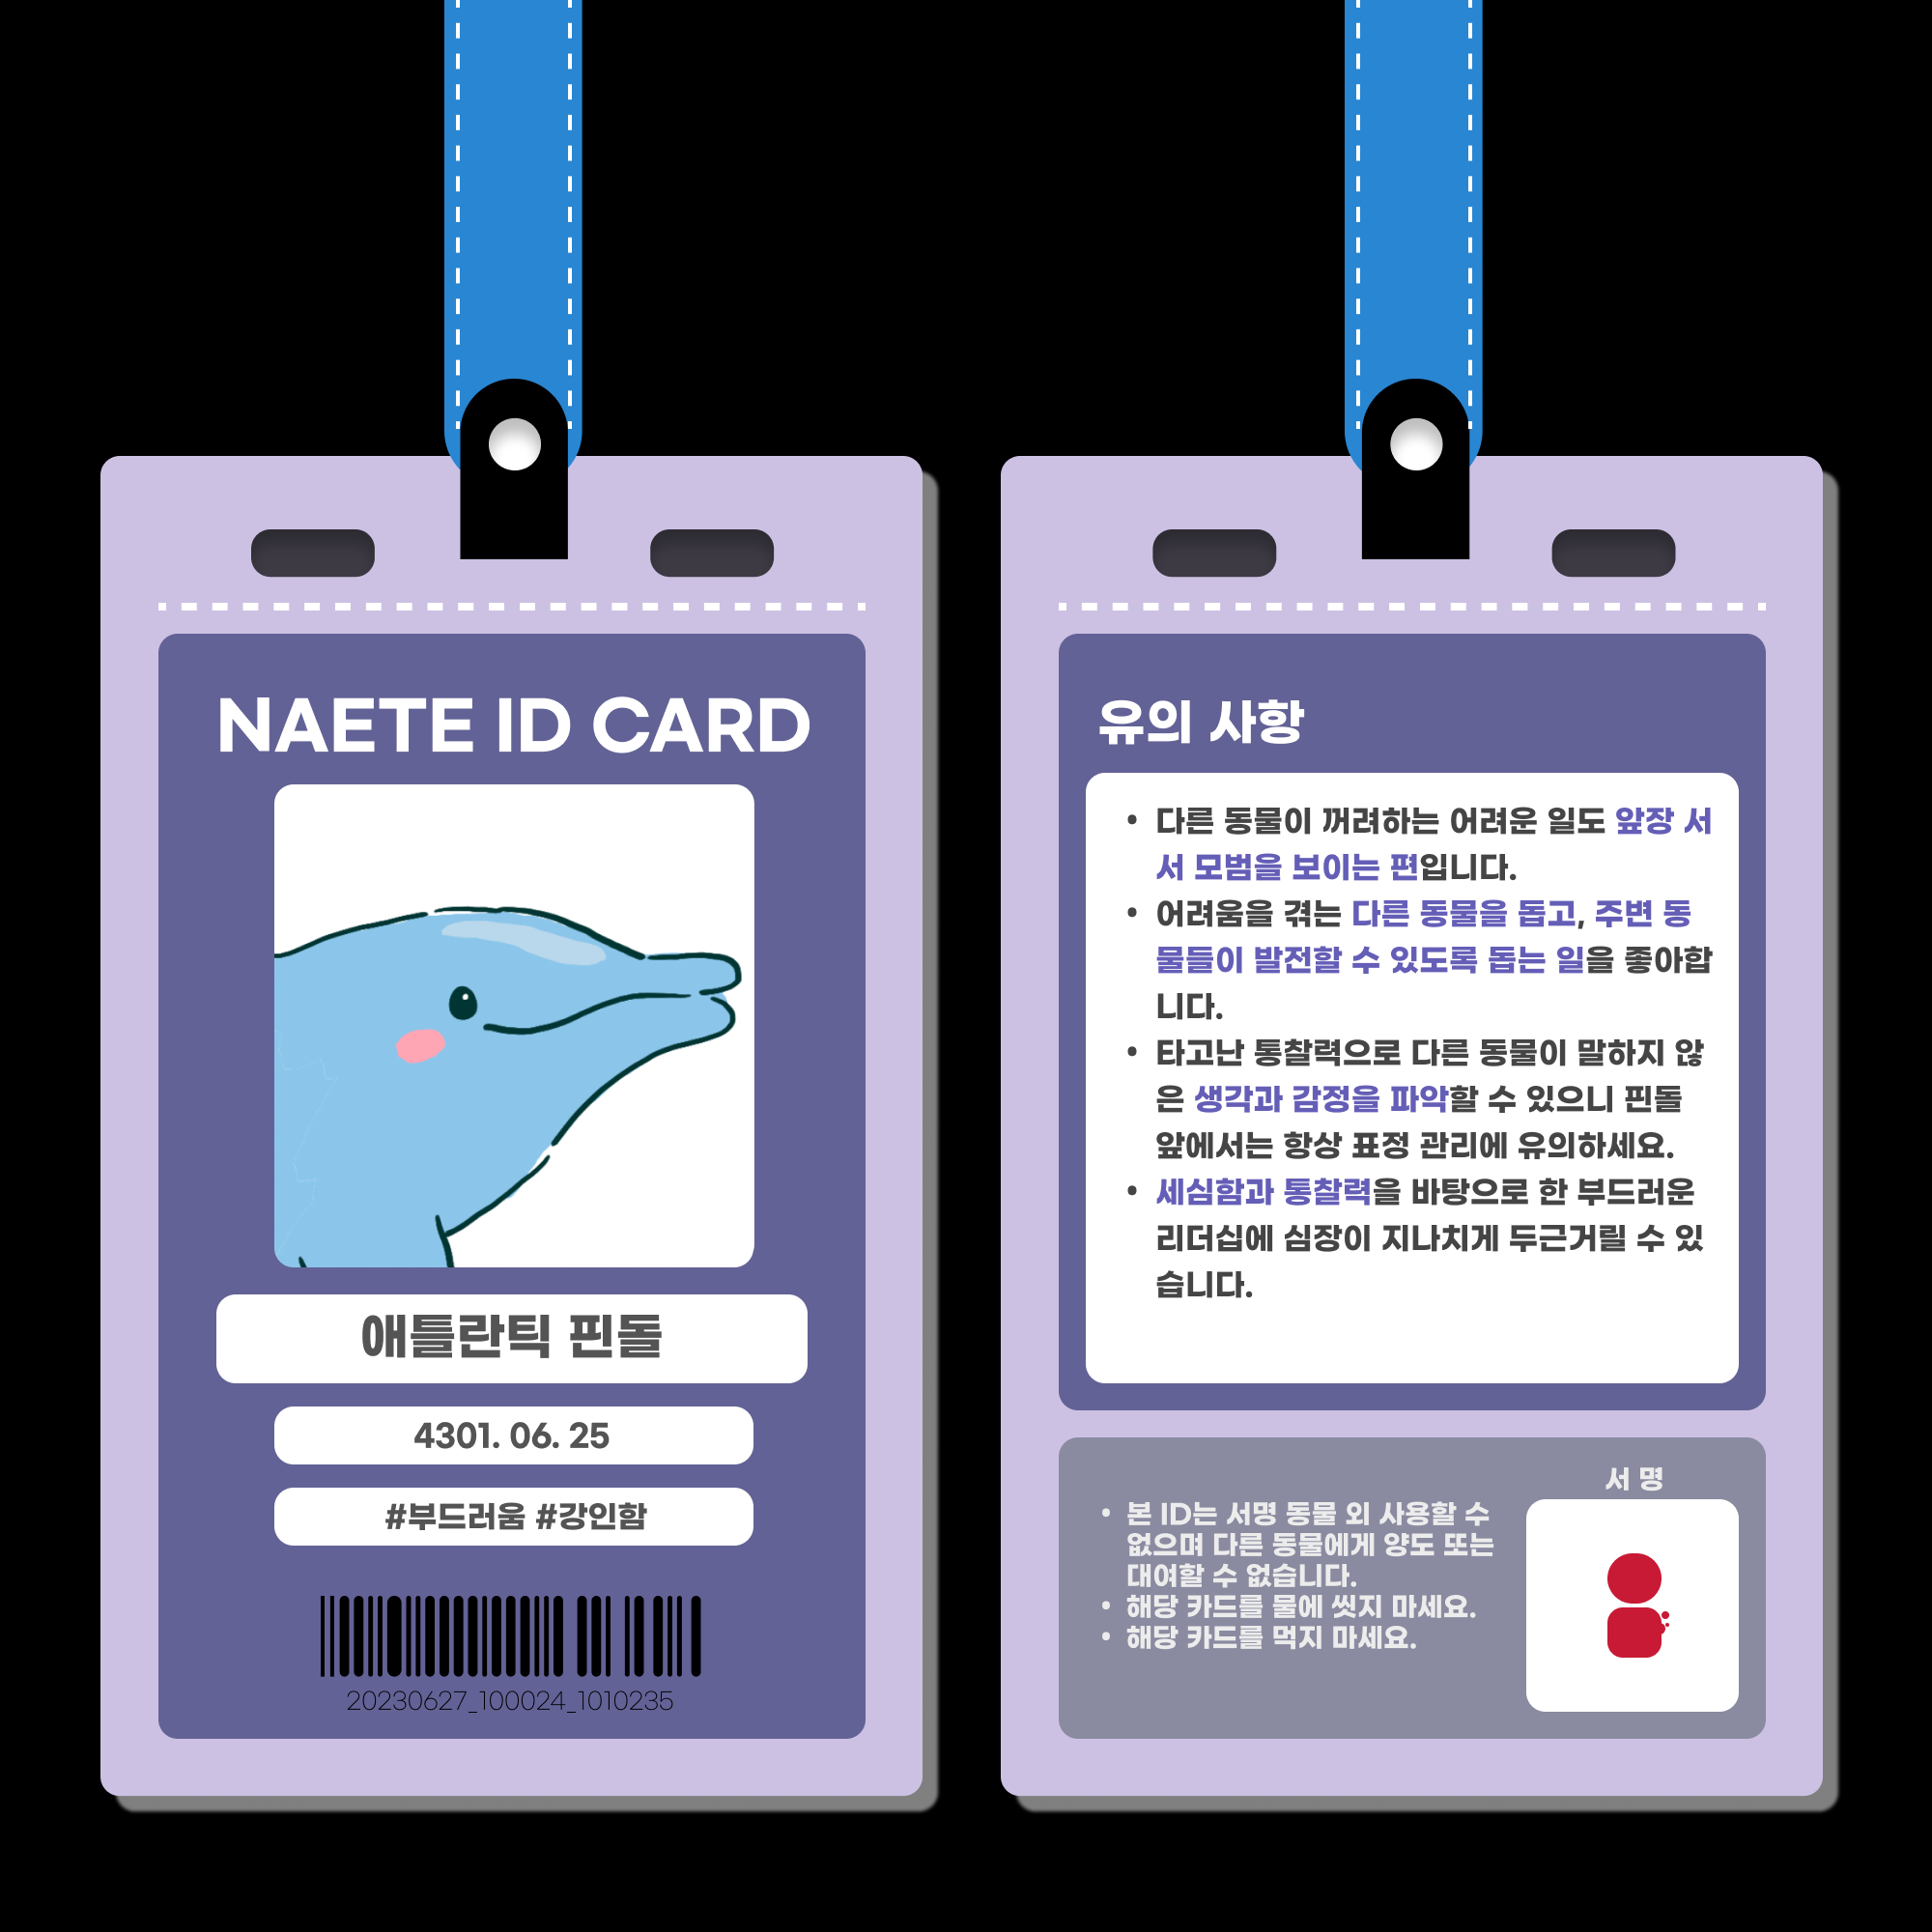 NAETE ID CARD
애틀란틱 핀돌
4301. 06. 25
#부드러움 #강인함
20230627_100024_1010235
유의 사항
• 다른 동물이 꺼려하는 어려운 일도 앞장 서
서 모범을 보이는 편입니다.
• 어려움을 겪는 다른 동물을 돕고, 주변 동
물들이 발전할 수 있도록 돕는 일을 좋아합
니다.
• 타고난 통찰력으로 다른 동물이 말하지 않
은 생각과 감정을 파악할 수 있으니 핀돌
앞에서는 항상 표정 관리에 유의하세요.
• 세심함과 통찰력을 바탕으로 한 부드러운
리더십에 심장이 지나치게 두근거릴 수 있
습니다.
서 명
• 본 ID는 서명 동물 외 사용할 수
없으며 다른 동물에게 양도 또는
대여할 수 없습니다.
• 해당 카드를 물에 씻지 마세요.
• 해당 카드를 먹지 마세요.